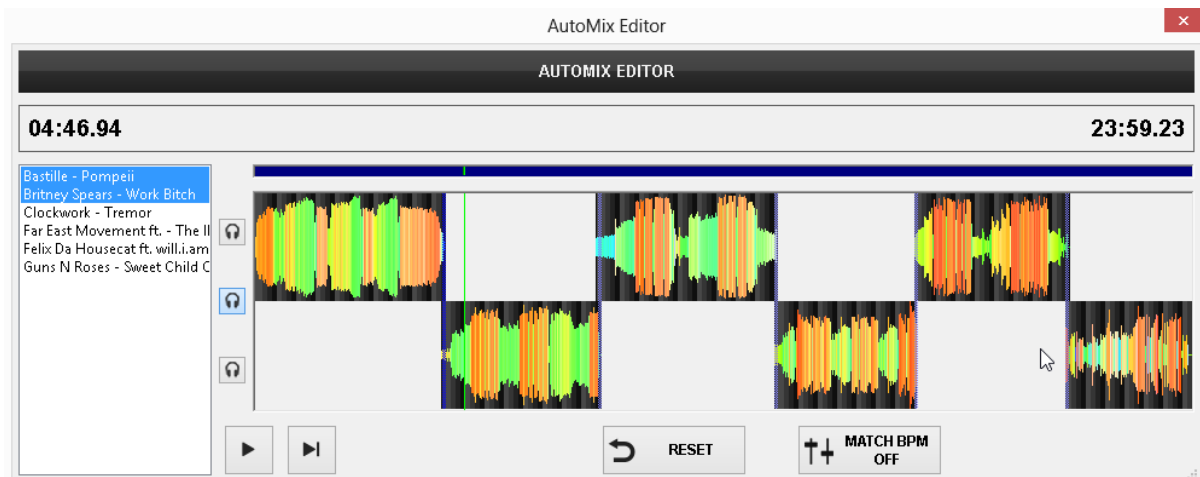 AutoMix Editor
AUTOMIX EDITOR
04:46.94
23:59.23
Bastille - Pompeii
Britney Spears - Work Bitch
Clockwork - Tremor
Far East Movement ft. - The Il
Felix Da Housecat ft. will.i.am
Guns N Roses - Sweet Child O
RESET
MATCH BPM
OFF